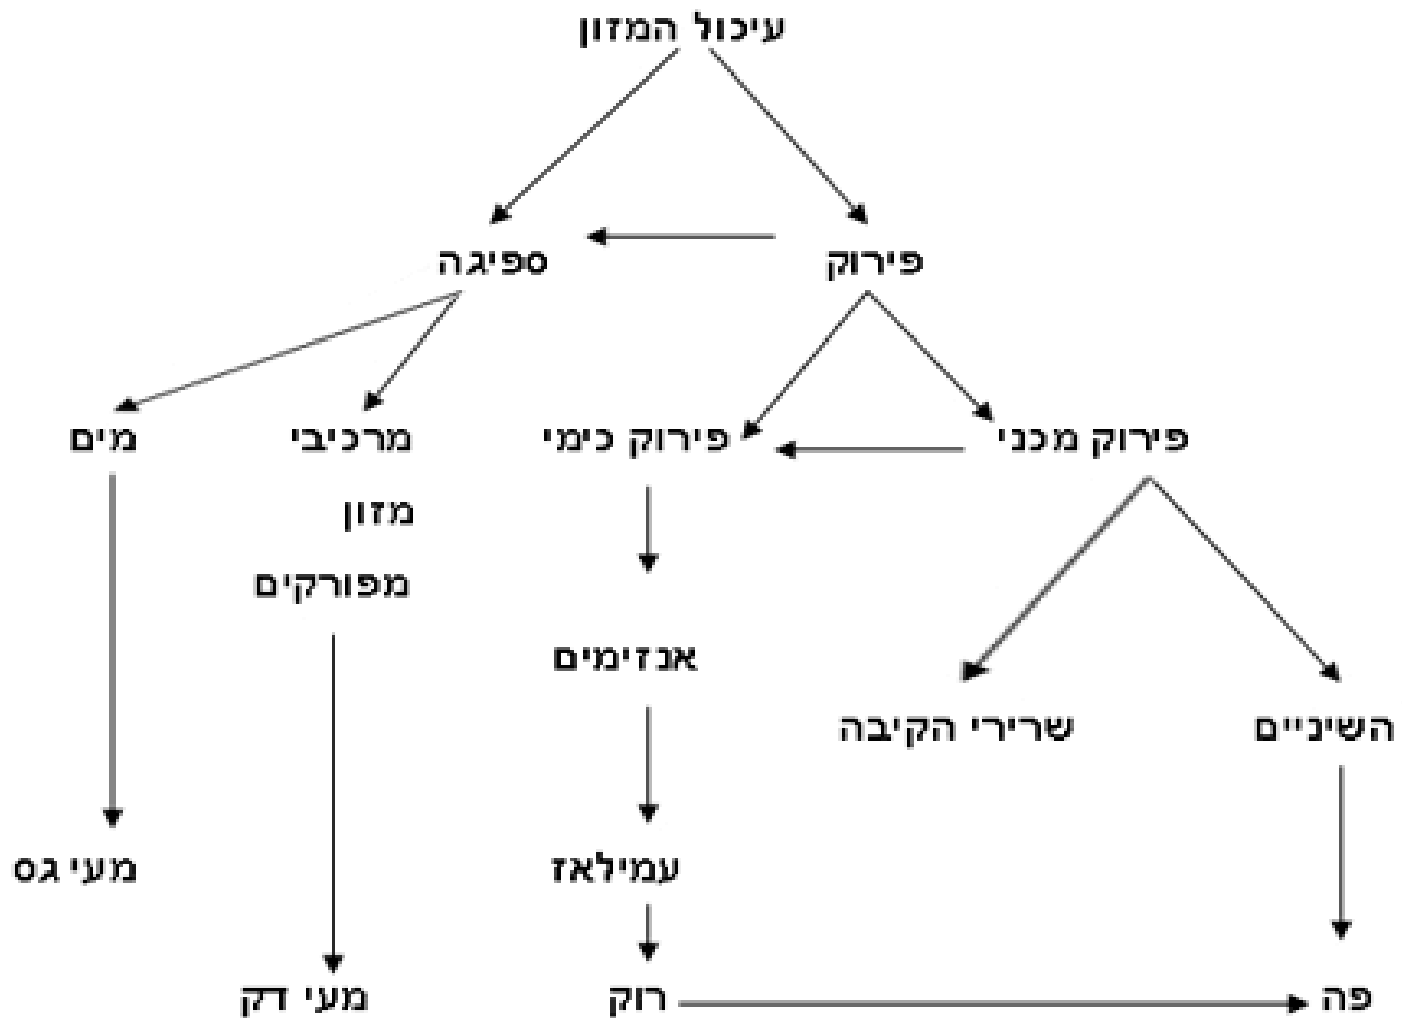 עיכול המזון
פירוק
ספיגה
פירוק מכני
פירוק כימי
מרכיבי
מזון
מפורקים
מים
אנזימים
השיניים
שרירי הקיבה
עמילאז
מעי גס
פה
רוק
מעי דק